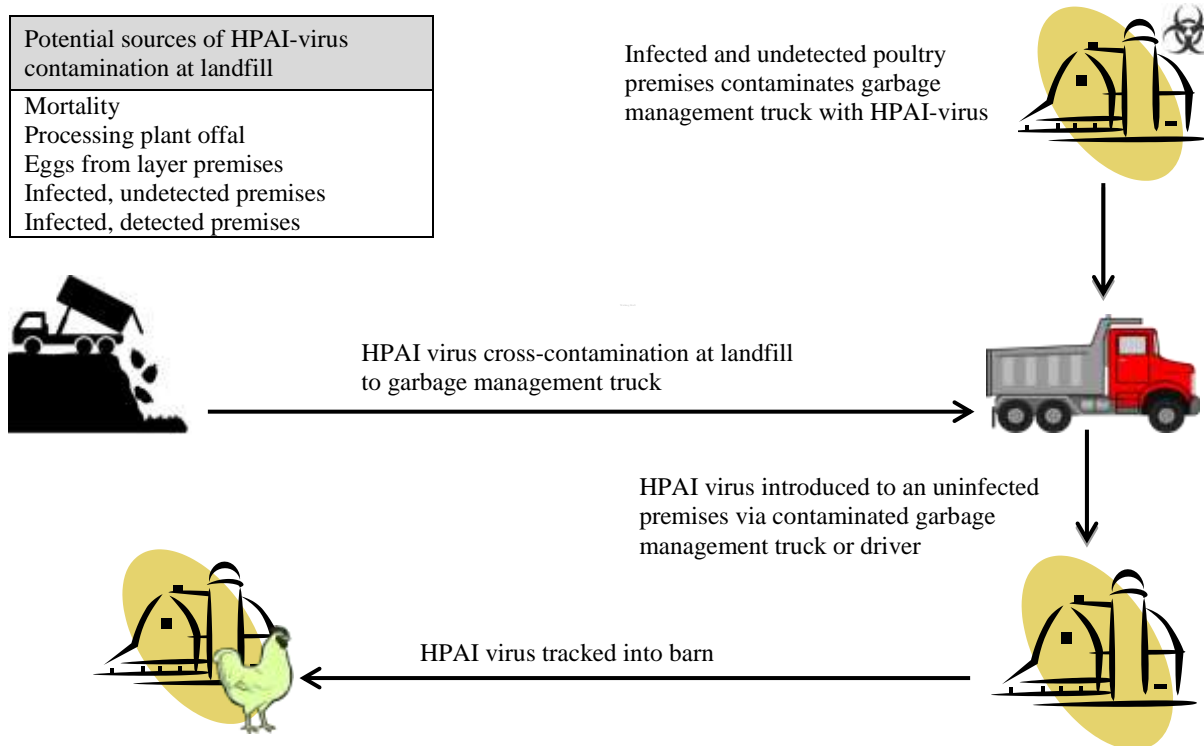 Potential sources of HPAI-virus
contamination at landfill
Mortality
Processing plant offal
Eggs from layer premises
Infected, undetected premises
Infected, detected premises
Infected and undetected poultry
premises contaminates garbage
management truck with HPAI-virus
HPAI virus cross-contamination at landfill
to garbage management truck
HPAI virus introduced to an uninfected
premises via contaminated garbage
management truck or driver
HPAI virus tracked into barn